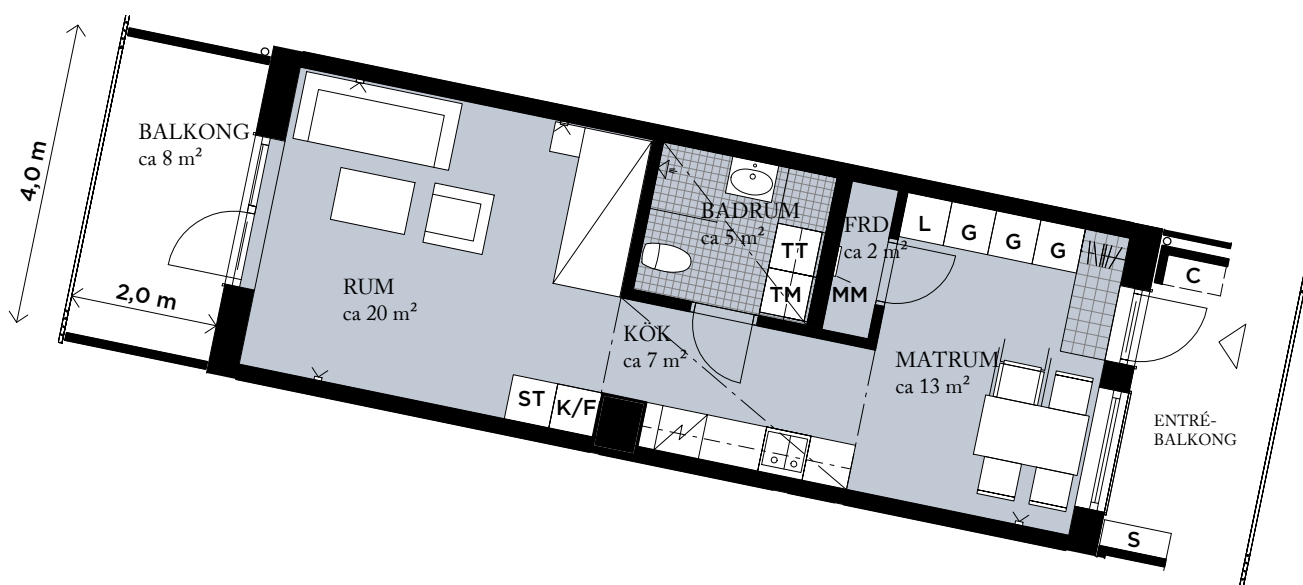 4,0 m
BALKONG
ca 8 m²
2,0 m
RUM
ca 20 m²
BADRUM
ca 5 m²
TT
TM
FRD
ca 2 m²
MM
L
G
G
G
C
KÖK
ca 7 m²
MATRUM
ca 13 m²
ST
K/F
ENTRÉ-
BALKONG
S